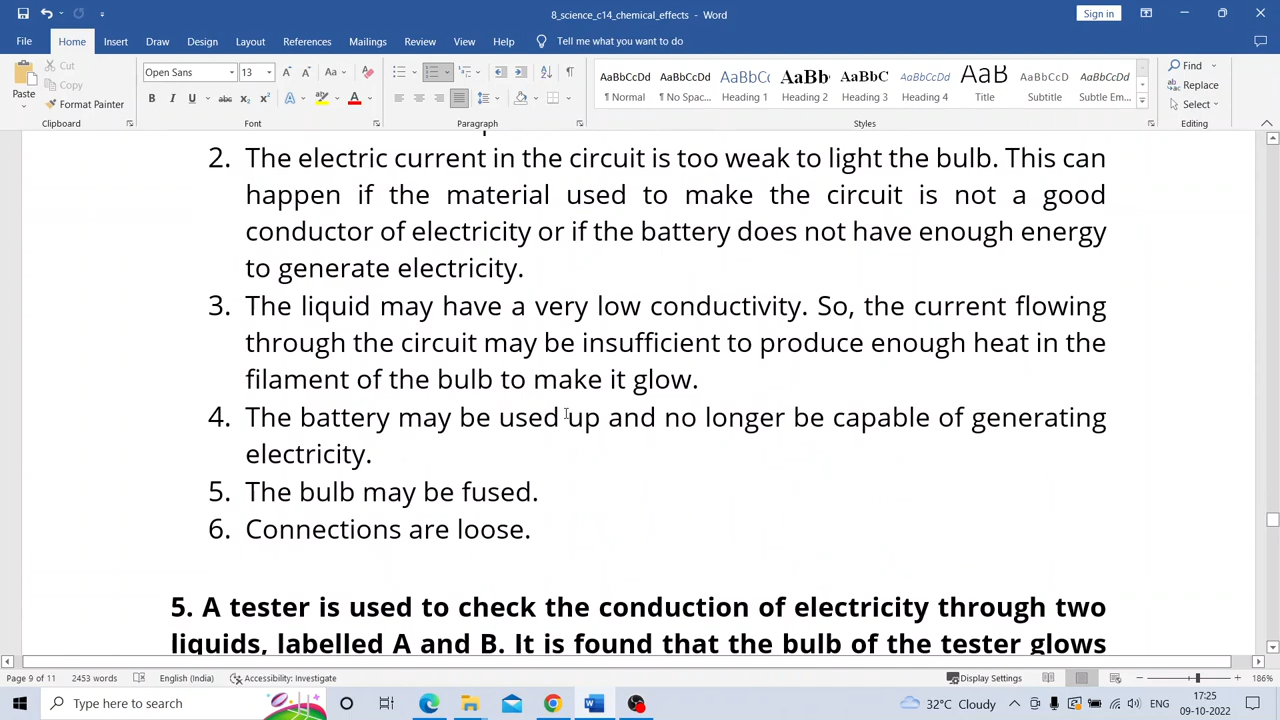 8_science_c14_chemical_effects - Word
Sign in
File Home Insert Draw Design Layout References Mailings Review View Help Tell me what you want to do
Paste
Cut
Copy
Format Painter
Clipboard
Open Sans 13
Font
Paragraph
AaBbCcDd AaBbCcDd AaBbCc AaBb AaBbC AaBbCcDd AaB AaBbCcDd AaBbCcDd
¶ Normal ¶ No Spac... Heading 1 Heading 2 Heading 3 Heading 4 Title Subtitle Subtle Em...
Styles
Find
Replace
Select
Editing
2. The electric current in the circuit is too weak to light the bulb. This can
happen if the material used to make the circuit is not a good
conductor of electricity or if the battery does not have enough energy
to generate electricity.
3. The liquid may have a very low conductivity. So, the current flowing
through the circuit may be insufficient to produce enough heat in the
filament of the bulb to make it glow.
4. The battery may be used up and no longer be capable of generating
electricity.
5. The bulb may be fused.
6. Connections are loose.
5. A tester is used to check the conduction of electricity through two
liquids, labelled A and B. It is found that the bulb of the tester glows
Page 9 of 11 2453 words English (India) Accessibility: Investigate Display Settings 186%
Type here to search 32°C Cloudy ENG 17:25
09-10-2022